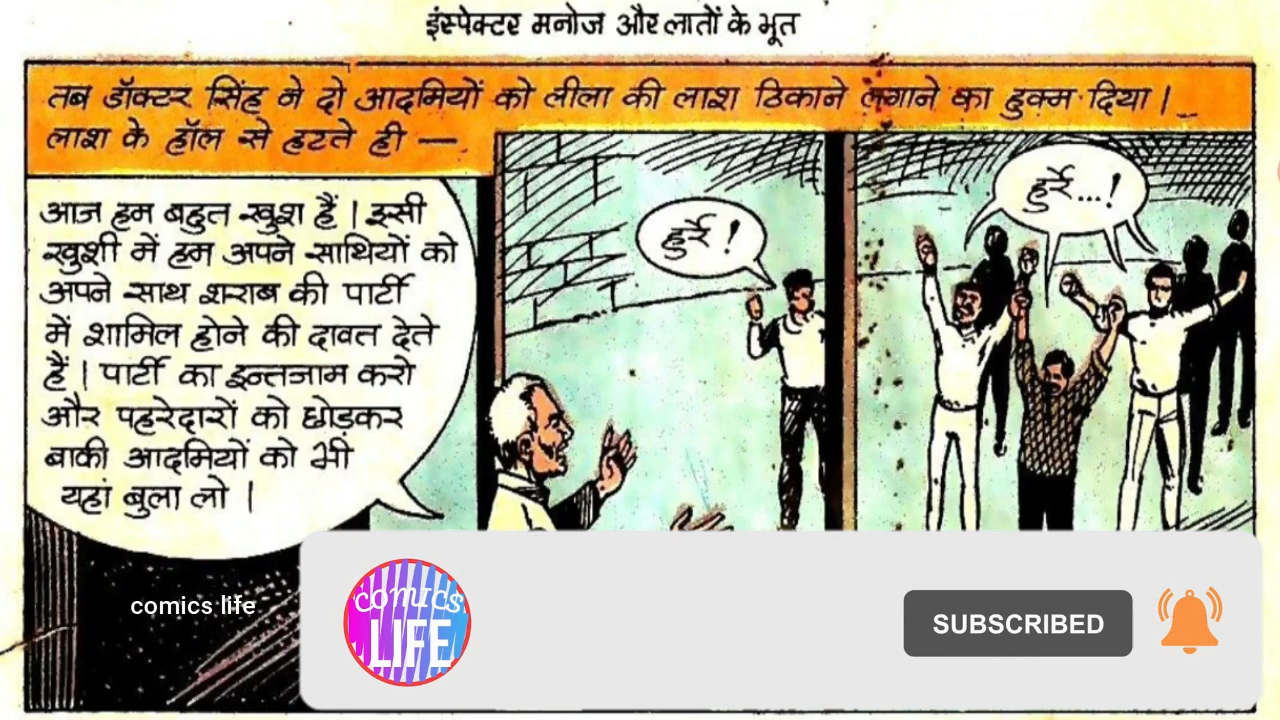 इंस्पेक्टर मनोज और लातों के भूत
तब डॉक्टर सिंह ने दो आदमियों को लीला की लाश ठिकाने लगाने का हुक्म दिया।
लाश के हॉल से हटते ही —
आज हम बहुत खुश हैं। इसी
खुशी में हम अपने साथियों को
अपने साथ शराब की पार्टी
में शामिल होने की दावत देते
हैं। पार्टी का इन्तजाम करो
और पहरेदारों को छोड़कर
बाकी आदमियों को भी
यहां बुला लो।
हुर्रे!
हुर्रे...!
comics life
comics
LIFE
SUBSCRIBED